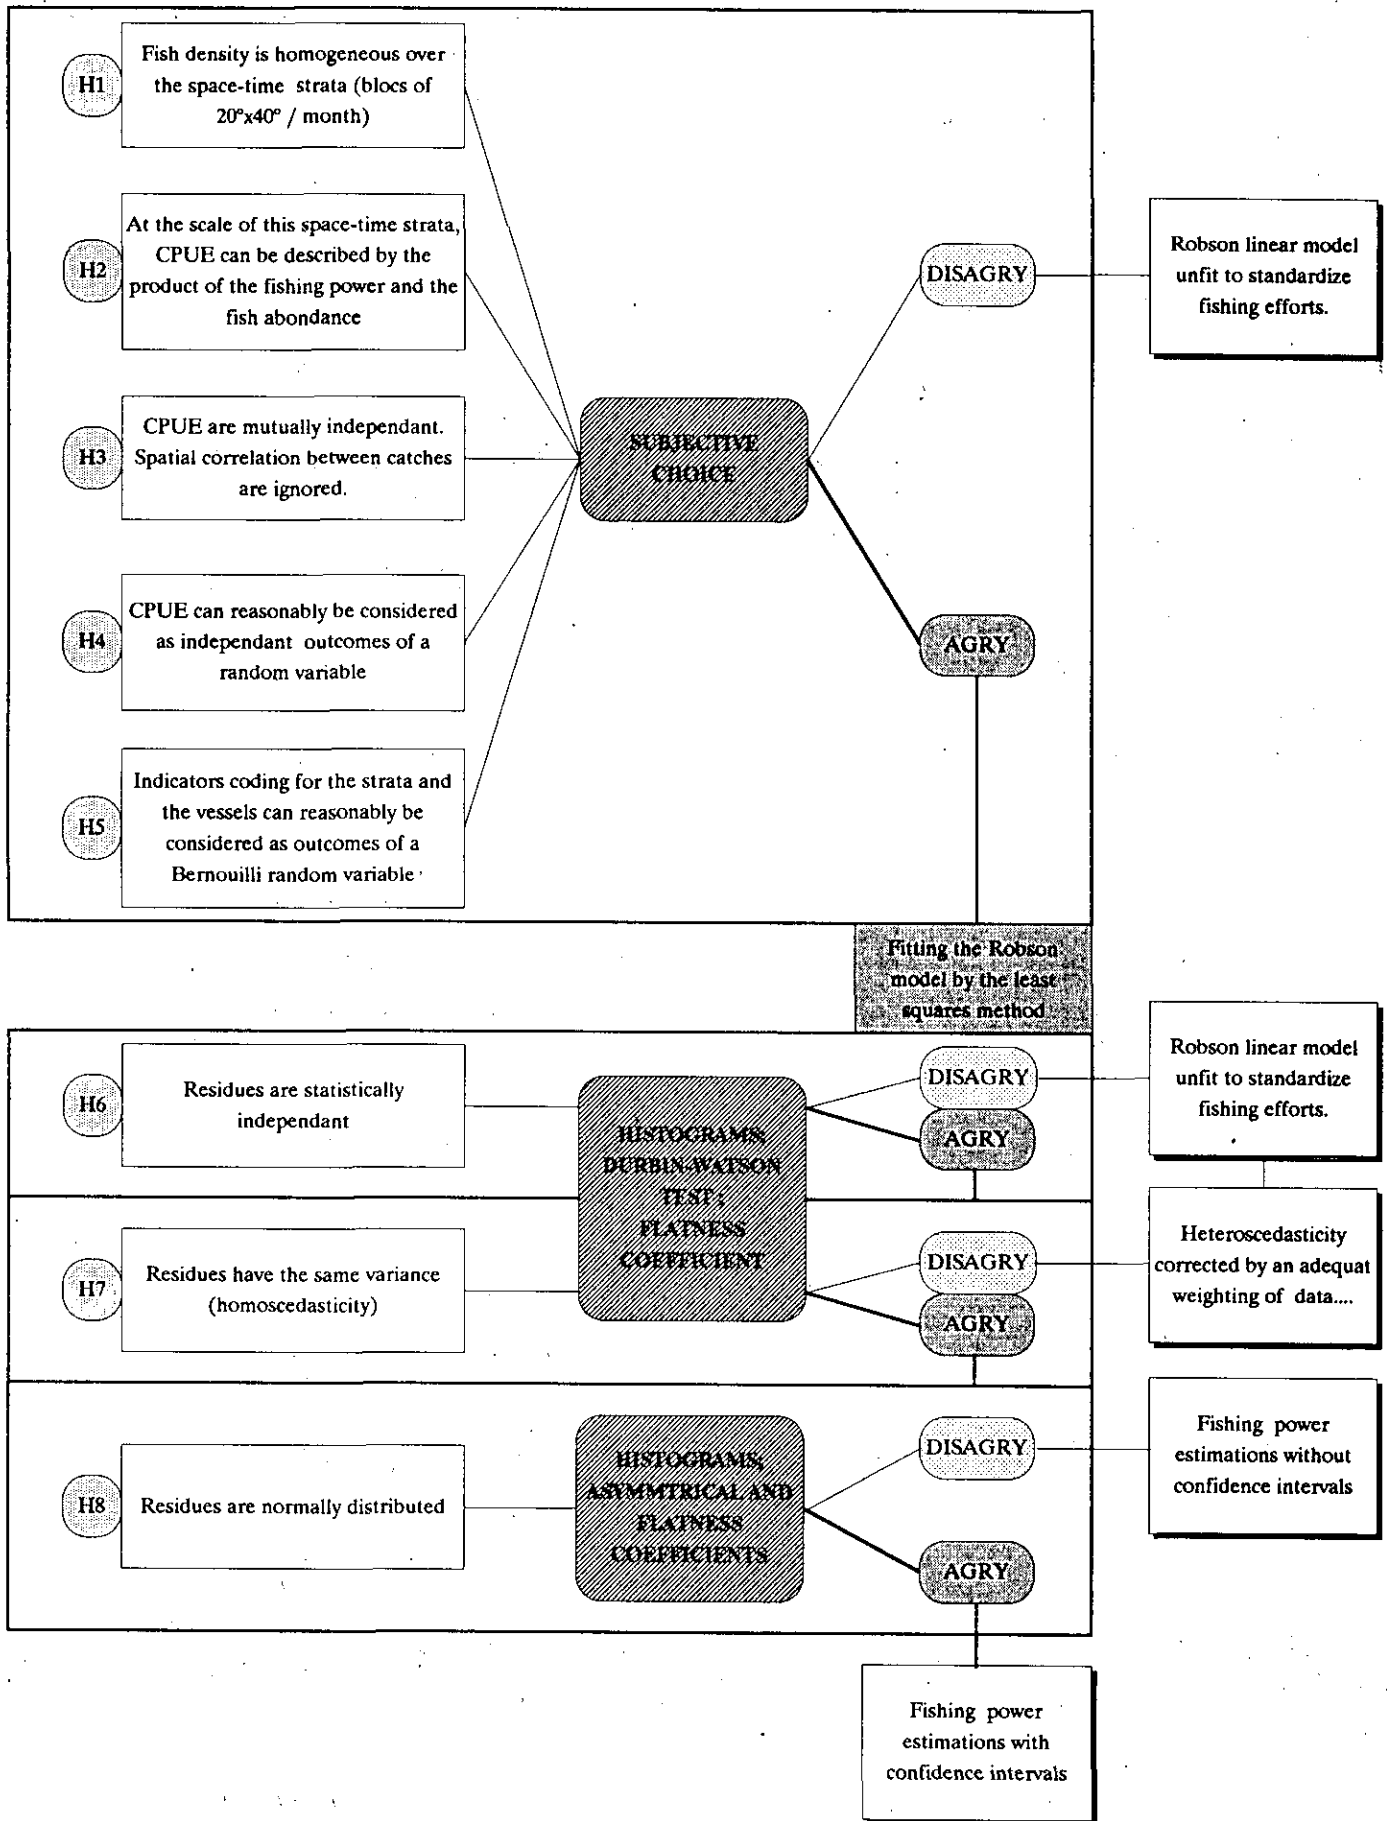 H1
Fish density is homogeneous over
the space-time strata (blocs of
20°x40° / month)
H2
At the scale of this space-time strata,
CPUE can be described by the
product of the fishing power and the
fish abondance
DISAGRY
Robson linear model
unfit to standardize
fishing efforts.
H3
CPUE are mutually independant.
Spatial correlation between catches
are ignored.
SUBJECTIVE
CHOICE
H4
CPUE can reasonably be considered
as independant outcomes of a
random variable
AGRY
H5
Indicators coding for the strata and
the vessels can reasonably be
considered as outcomes of a
Bernouilli random variable
Fitting the Robson
model by the least
squares method
H6
Residues are statistically
independant
HISTOGRAMS;
DURBIN-WATSON
TEST;
FLATNESS
COEFFICIENT
DISAGRY
AGRY
Robson linear model
unfit to standardize
fishing efforts.
H7
Residues have the same variance
(homoscedasticity)
DISAGRY
AGRY
Heteroscedasticity
corrected by an adequat
weighting of data....
H8
Residues are normally distributed
HISTOGRAMS;
ASYMMTRICAL AND
FLATNESS
COEFFICIENTS
DISAGRY
AGRY
Fishing power
estimations without
confidence intervals
Fishing power
estimations with
confidence intervals